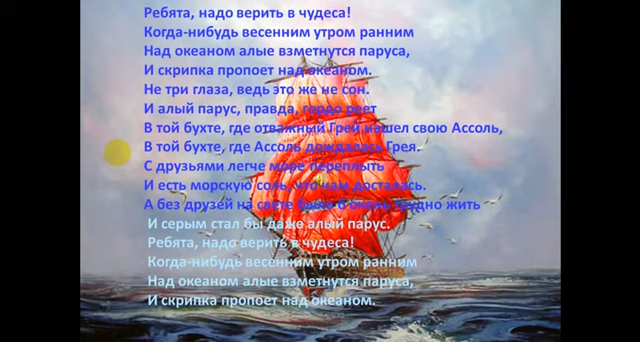 Ребята, надо верить в чудеса!
Когда-нибудь весенним утром ранним
Над океаном алые взметнутся паруса,
И скрипка пропоет над океаном.
Не три глаза, ведь это же не сон.
И алый парус, правда, гордо реет
В той бухте, где отважный Грей нашел свою Ассоль,
В той бухте, где Ассоль дождалась Грея.
С друзьями легче море переплыть
И есть морскую соль, что нам досталась.
А без друзей на свете было б очень трудно жить
И серым стал бы даже алый парус.
Ребята, надо верить в чудеса!
Когда-нибудь весенним утром ранним
Над океаном алые взметнутся паруса,
И скрипка пропоет над океаном.